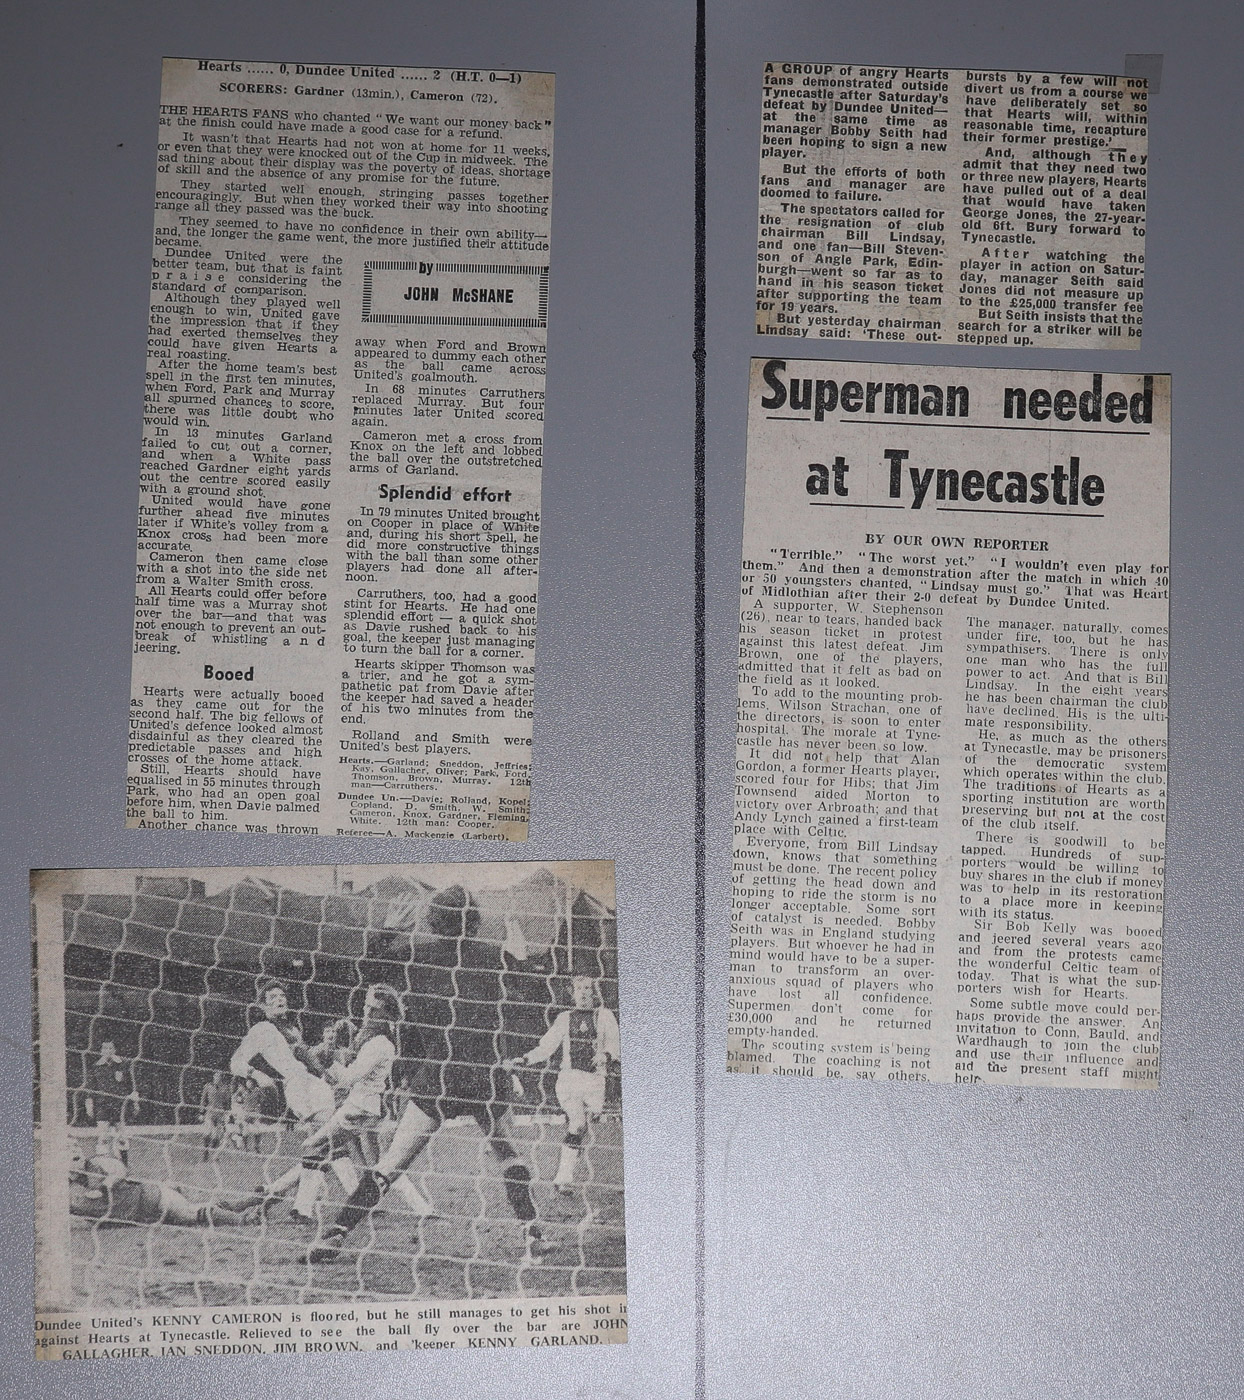 Hearts ...... 0, Dundee United ...... 2 (H.T. 0—1)
SCORERS: Gardner (13min.), Cameron (72).
THE HEARTS FANS who chanted " We want our money back "
at the finish could have made a good case for a refund.
It wasn't that Hearts had not won at home for 11 weeks,
or even that they were knocked out of the Cup in midweek. The
sad thing about their display was the poverty of ideas, shortage
of skill and the absence of any promise for the future.
They started well enough, stringing passes together
encouragingly. But when they worked their way into shooting
range all they passed was the buck.
They seemed to have no confidence in their own ability—
and, the longer the game went, the more justified their attitude
became.
Dundee United were the
better team, but that is faint
praise considering the
standard of comparison.
Although they played well
enough to win, United gave
the impression that if they
had exerted themselves they
could have given Hearts a
real roasting.
After the home team's best
spell in the first ten minutes,
when Ford, Park and Murray
all spurned chances to score,
there was little doubt who
would win.
In 13 minutes Garland
failed to cut out a corner,
and when a White pass
reached Gardner eight yards
out the centre scored easily
with a ground shot.
United would have gone
further ahead five minutes
later if White's volley from a
Knox cross had been more
accurate.
Cameron then came close
with a shot into the side net
from a Walter Smith cross.
All Hearts could offer before
half time was a Murray shot
over the bar—and that was
not enough to prevent an out-
break of whistling and
jeering.
Booed
Hearts were actually booed
as they came out for the
second half. The big fellows of
United's defence looked almost
disdainful as they cleared the
predictable passes and high
crosses of the home attack.
Still, Hearts should have
equalised in 55 minutes through
Park, who had an open goal
before him, when Davie palmed
the ball to him.
Another chance was thrown
by
JOHN McSHANE
away when Ford and Brown
appeared to dummy each other
as the ball came across
United's goalmouth.
In 68 minutes Carruthers
replaced Murray. But four
minutes later United scored
again.
Cameron met a cross from
Knox on the left and lobbed
the ball over the outstretched
arms of Garland.
Splendid effort
In 79 minutes United brought
on Cooper in place of White
and, during his short spell, he
did more constructive things
with the ball than some other
players had done all after-
noon.
Carruthers, too, had a good
stint for Hearts. He had one
splendid effort — a quick shot
as Davie rushed back to his
goal, the keeper just managing
to turn the ball for a corner.
Hearts skipper Thomson was
a trier, and he got a sym-
pathetic pat from Davie after
the keeper had saved a header
of his two minutes from the
end.
Rolland and Smith were
United's best players.
Hearts.—Garland; Sneddon, Jeffries;
Kay, Gallacher, Oliver; Park, Ford,
Thomson, Brown, Murray. 12th
man—Carruthers.
Dundee Un.—Davie; Rolland, Kopel;
Copland, D. Smith, W. Smith;
Cameron, Knox, Gardner, Fleming,
White. 12th man: Cooper.
Referee—A. Mackenzie (Larbert).
Dundee United's KENNY CAMERON is floored, but he still manages to get his shot in
against Hearts at Tynecastle. Relieved to see the ball fly over the bar are JOHN
GALLAGHER, IAN SNEDDON, JIM BROWN, and 'keeper KENNY GARLAND.
A GROUP of angry Hearts
fans demonstrated outside
Tynecastle after Saturday's
defeat by Dundee United—
at the same time as
manager Bobby Seith had
been hoping to sign a new
player.
But the efforts of both
fans and manager are
doomed to failure.
The spectators called for
the resignation of club
chairman Bill Lindsay,
and one fan—Bill Steven-
son of Angle Park, Edin-
burgh—went so far as to
hand in his season ticket
after supporting the team
for 19 years.
But yesterday chairman
Lindsay said: 'These out-
bursts by a few will not
divert us from a course we
have deliberately set so
that Hearts will, within
reasonable time, recapture
their former prestige.'
And, although they
admit that they need two
or three new players, Hearts
have pulled out of a deal
that would have taken
George Jones, the 27-year-
old 6ft. Bury forward to
Tynecastle.
After watching the
player in action on Satur-
day, manager Seith said
Jones did not measure up
to the £25,000 transfer fee
But Seith insists that the
search for a striker will be
stepped up.
Superman needed
at Tynecastle
BY OUR OWN REPORTER
"Terrible." "The worst yet." "I wouldn't even play for
them." And then a demonstration after the match in which 40
or 50 youngsters chanted, "Lindsay must go." That was Heart
of Midlothian after their 2-0 defeat by Dundee United.
A supporter, W. Stephenson
(26), near to tears, handed back
his season ticket in protest
against this latest defeat. Jim
Brown, one of the players,
admitted that it felt as bad on
the field as it looked.
To add to the mounting prob-
lems, Wilson Strachan, one of
the directors, is soon to enter
hospital. The morale at Tyne-
castle has never been so low.
It did not help that Alan
Gordon, a former Hearts player,
scored four for Hibs; that Jim
Townsend aided Morton to
victory over Arbroath; and that
Andy Lynch gained a first-team
place with Celtic.
Everyone, from Bill Lindsay
down, knows that something
must be done. The recent policy
of getting the head down and
hoping to ride the storm is no
longer acceptable. Some sort
of catalyst is needed. Bobby
Seith was in England studying
players. But whoever he had in
mind would have to be a super-
man to transform an over-
anxious squad of players who
have lost all confidence.
Supermen don't come for
£30,000 and he returned
empty-handed.
The scouting system is being
blamed. The coaching is not
as it should be, say others.
The manager, naturally, comes
under fire, too, but he has
sympathisers. There is only
one man who has the full
power to act. And that is Bill
Lindsay. In the eight years
he has been chairman the club
have declined. His is the ulti-
mate responsibility.
He, as much as the others
at Tynecastle, may be prisoners
of the democratic system
which operates within the club.
The traditions of Hearts as a
sporting institution are worth
preserving but not at the cost
of the club itself.
There is goodwill to be
tapped. Hundreds of sup-
porters would be willing to
buy shares in the club if money
was to help in its restoration
to a place more in keeping
with its status.
Sir Bob Kelly was booed
and jeered several years ago
and from the protests came
the wonderful Celtic team of
today. That is what the sup-
porters wish for Hearts.
Some subtle move could per-
haps provide the answer. An
invitation to Conn, Bauld, and
Wardhaugh to join the club
and use their influence and
aid the present staff might
help.